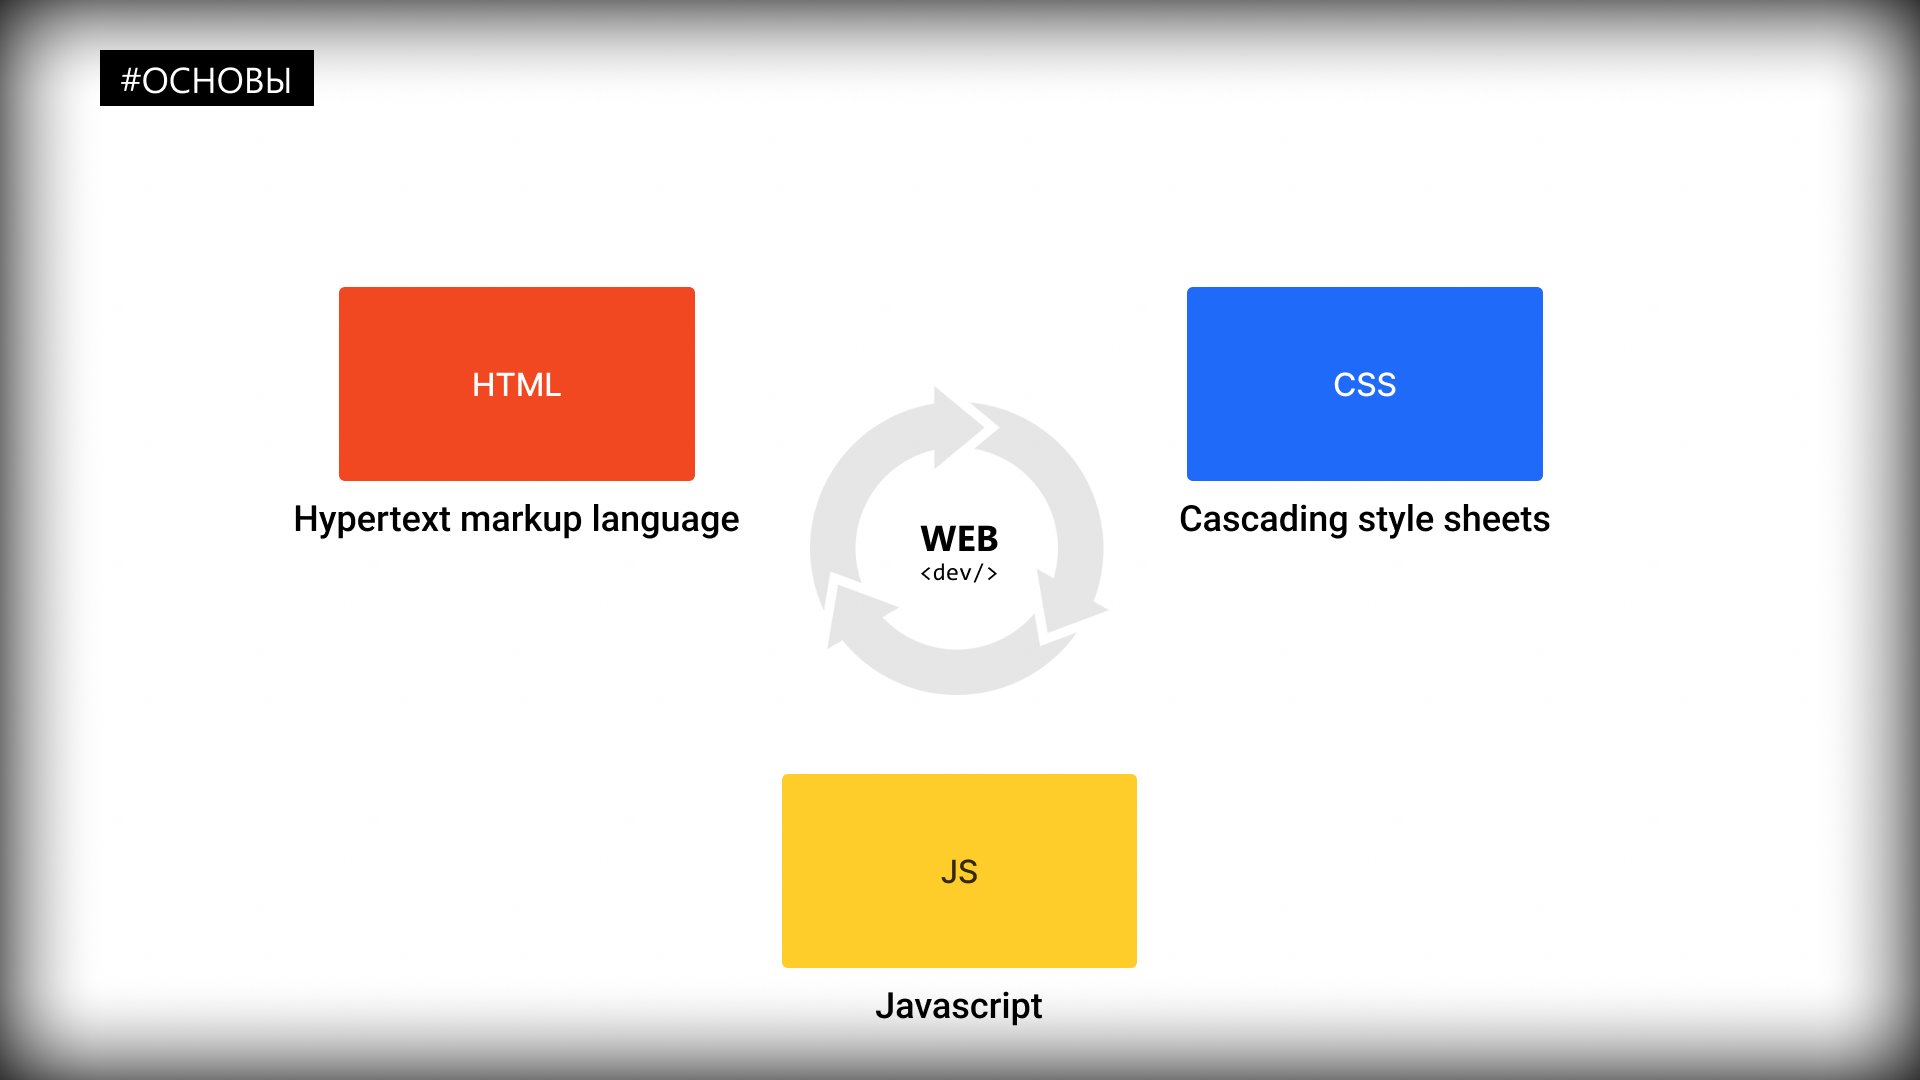 #ОСНОВЫ
HTML
Hypertext markup language
CSS
Cascading style sheets
WEB
<dev/>
JS
Javascript